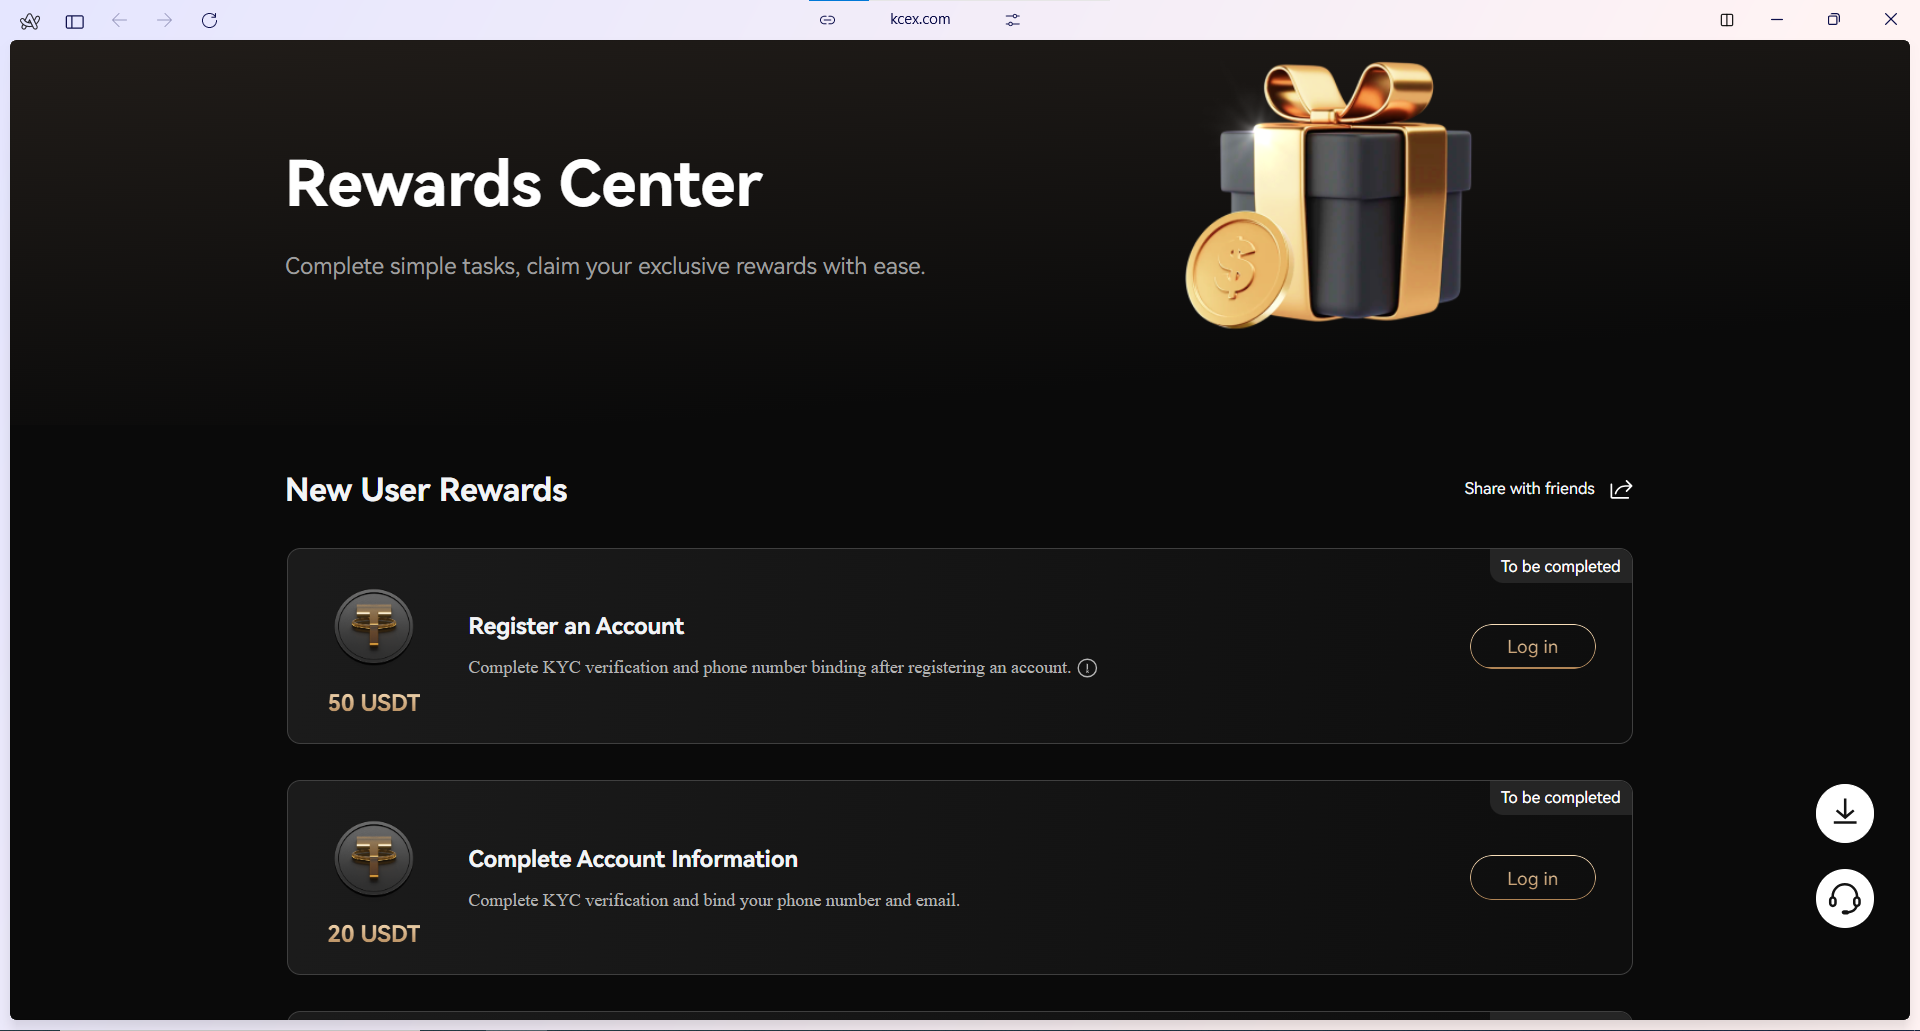 kcex.com
Rewards Center
Complete simple tasks, claim your exclusive rewards with ease.
New User Rewards
Share with friends
To be completed
Register an Account
Complete KYC verification and phone number binding after registering an account.
Log in
50 USDT
To be completed
Complete Account Information
Complete KYC verification and bind your phone number and email.
Log in
20 USDT